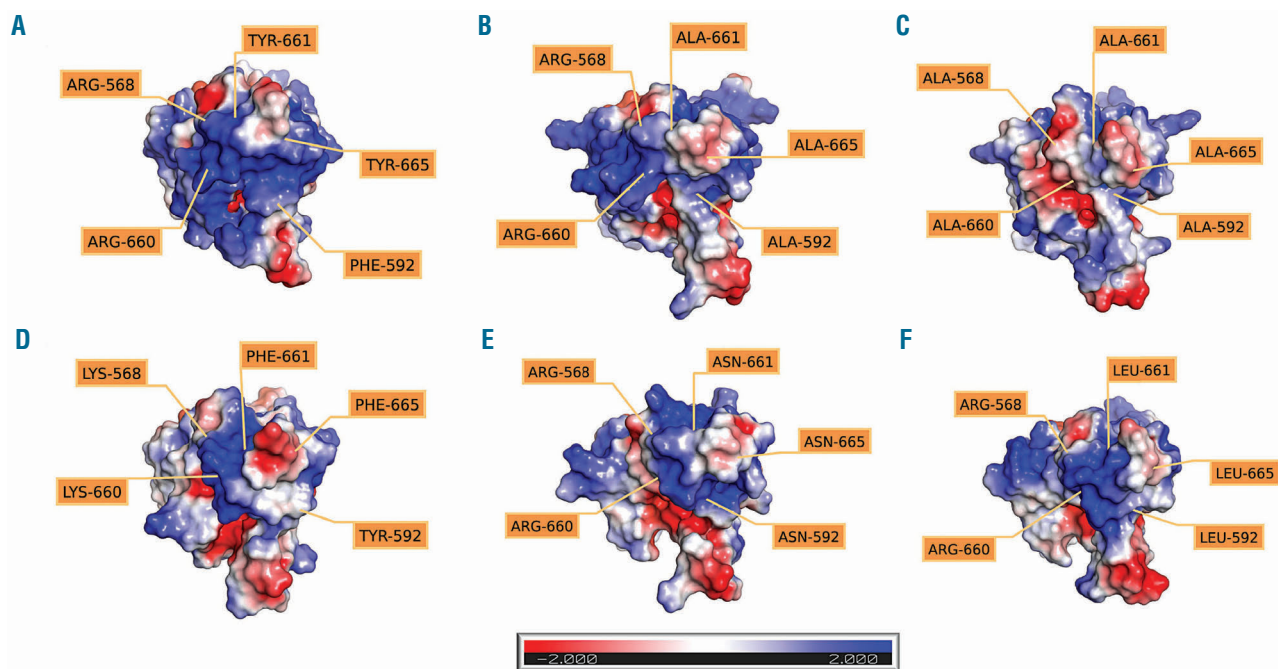 A
TYR-661
ARG-568
TYR-665
ARG-660
PHE-592
B
ALA-661
ARG-568
ALA-665
ARG-660
ALA-592
C
ALA-661
ALA-568
ALA-665
ALA-660
ALA-592
D
PHE-661
LYS-568
PHE-665
LYS-660
TYR-592
E
ASN-661
ARG-568
ASN-665
ARG-660
ASN-592
F
LEU-661
ARG-568
LEU-665
ARG-660
LEU-592
-2.000 2.000